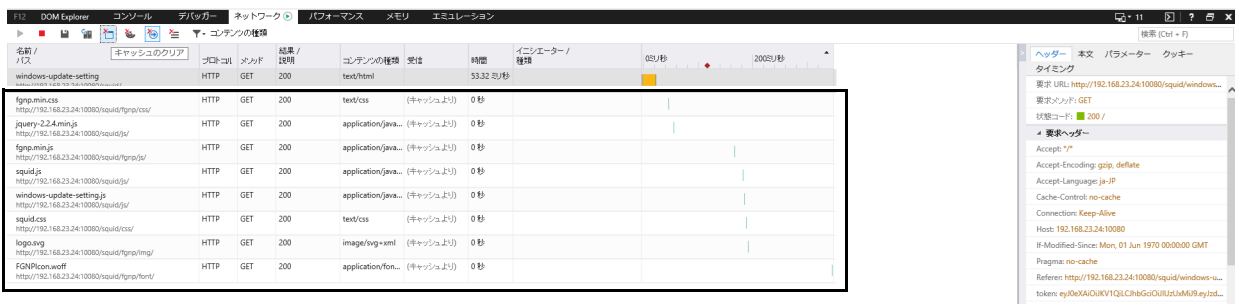 F12 DOM Explorer コンソール デバッガー ネットワーク パフォーマンス メモリ エミュレーション 11 ?
コンテンツの種類 検索 (Ctrl + F)
キャッシュのクリア
名前 / パス プロトコル メソッド 結果 / 説明 コンテンツの種類 受信 時間 イニシエーター / 種類 0ミリ秒 200ミリ秒
windows-update-setting HTTP GET 200 text/html 53.32 ミリ秒
fgnp.min.css HTTP GET 200 text/css (キャッシュより) 0 秒
http://192.168.23.24:10080/squid/fgnp/css/
jquery-2.2.4.min.js HTTP GET 200 application/java... (キャッシュより) 0 秒
http://192.168.23.24:10080/squid/js/
fgnp.min.js HTTP GET 200 application/java... (キャッシュより) 0 秒
http://192.168.23.24:10080/squid/fgnp/js/
squid.js HTTP GET 200 application/java... (キャッシュより) 0 秒
http://192.168.23.24:10080/squid/js/
windows-update-setting.js HTTP GET 200 application/java... (キャッシュより) 0 秒
http://192.168.23.24:10080/squid/js/
squid.css HTTP GET 200 text/css (キャッシュより) 0 秒
http://192.168.23.24:10080/squid/css/
logo.svg HTTP GET 200 image/svg+xml (キャッシュより) 0 秒
http://192.168.23.24:10080/squid/fgnp/img/
FGNPIcon.woff HTTP GET 200 application/fon... (キャッシュより) 0 秒
http://192.168.23.24:10080/squid/fgnp/font/
ヘッダー 本文 パラメーター クッキー
タイミング
要求 URL: http://192.168.23.24:10080/squid/windows...
要求メソッド: GET
状態コード: 200 /
要求ヘッダー
Accept: */*
Accept-Encoding: gzip, deflate
Accept-Language: ja-JP
Cache-Control: no-cache
Connection: Keep-Alive
Host: 192.168.23.24:10080
If-Modified-Since: Mon, 01 Jun 1970 00:00:00 GMT
Pragma: no-cache
Referer: http://192.168.23.24:10080/squid/windows-u...
token: eyJ0eXAiOiJKV1QiLCJhbGciOiJIUzUxMiJ9.eyJzd...